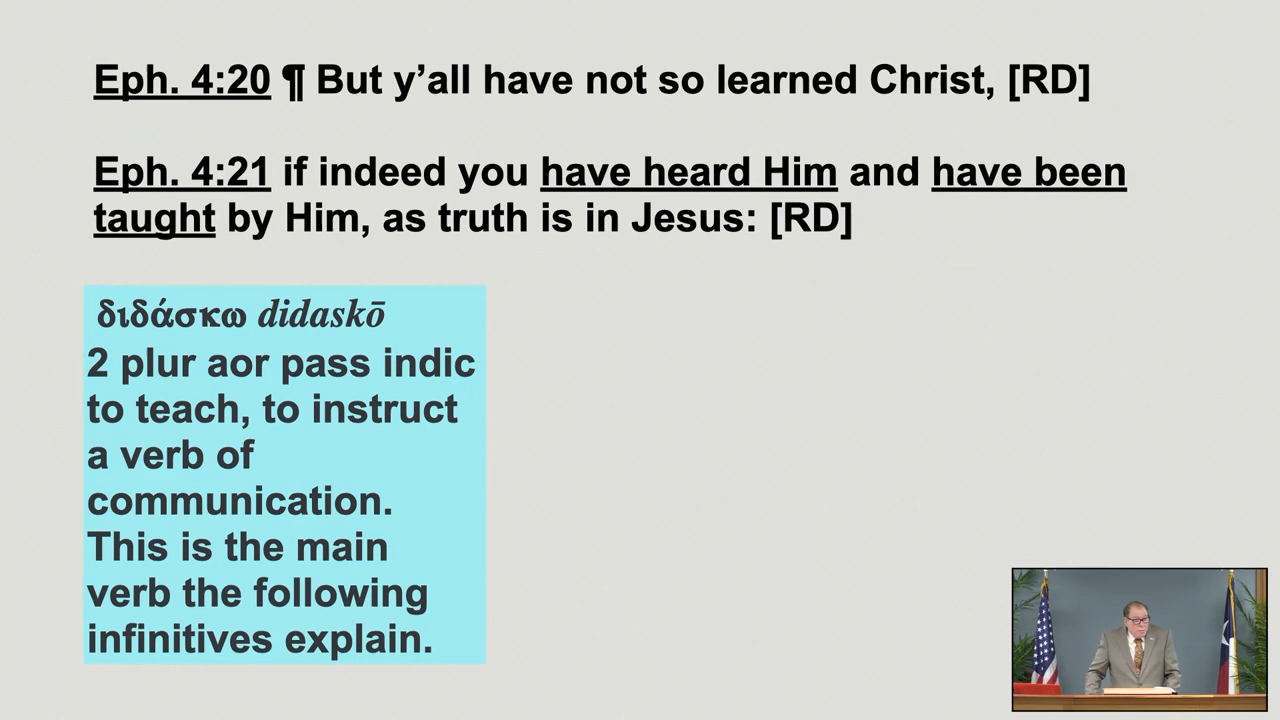 Eph. 4:20 ¶ But y’all have not so learned Christ, [RD]
Eph. 4:21 if indeed you have heard Him and have been
taught by Him, as truth is in Jesus: [RD]
διδάσκω didaskō
2 plur aor pass indic
to teach, to instruct
a verb of
communication.
This is the main
verb the following
infinitives explain.